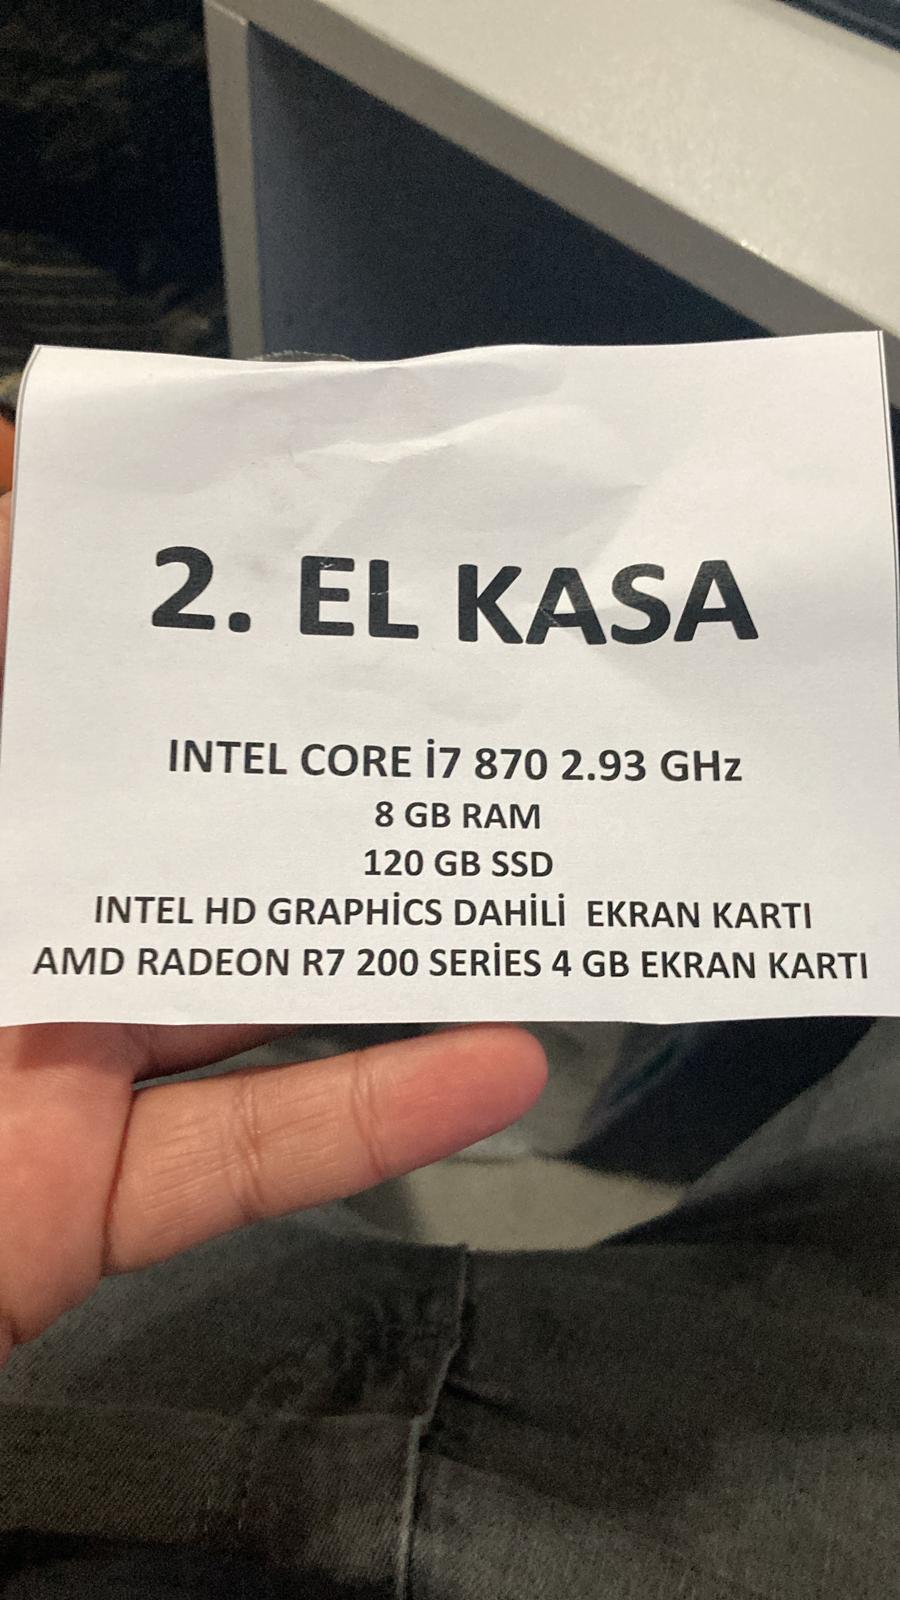 2. EL KASA
INTEL CORE İ7 870 2.93 GHz
8 GB RAM
120 GB SSD
INTEL HD GRAPHİCS DAHİLİ EKRAN KARTI
AMD RADEON R7 200 SERİES 4 GB EKRAN KARTI